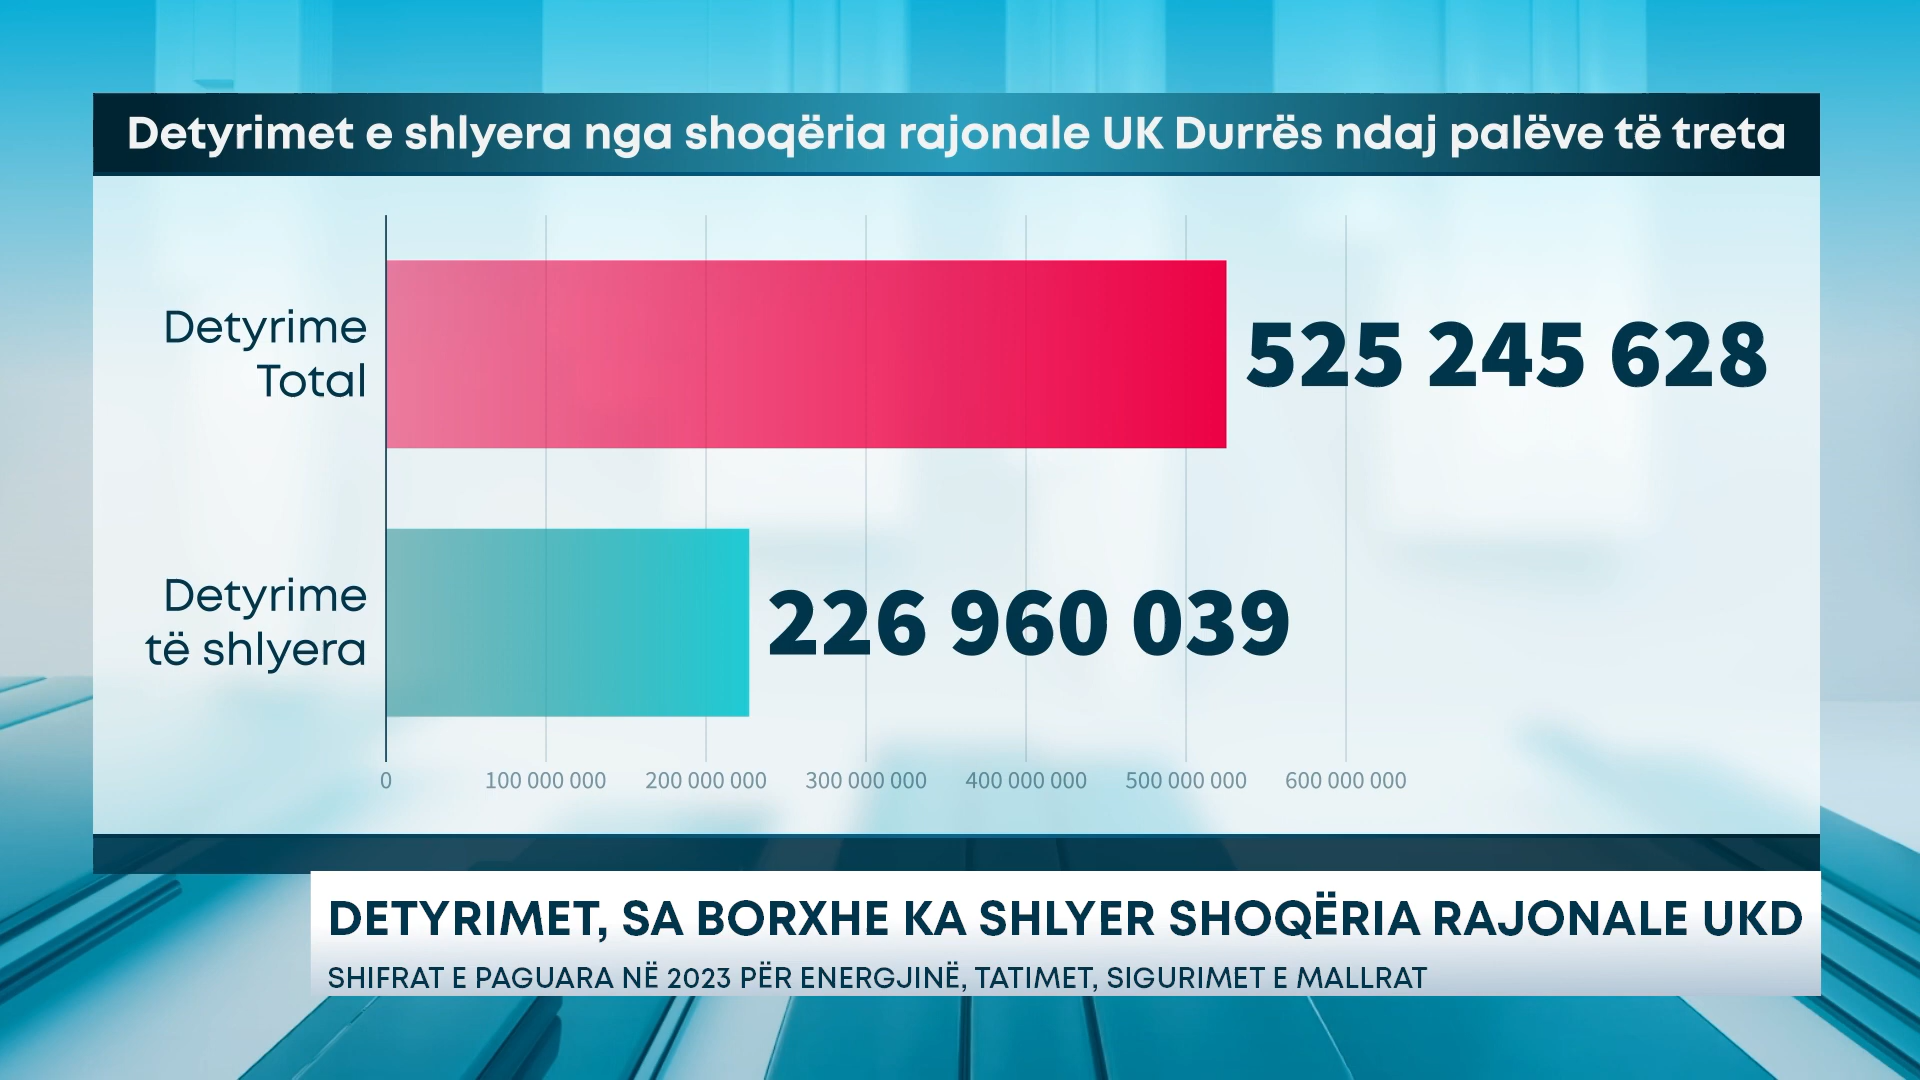 Detyrimet e shlyera nga shoqëria rajonale UK Durrës ndaj palëve të treta
Detyrime
Total
525 245 628
Detyrime
të shlyera
226 960 039
0 100 000 000 200 000 000 300 000 000 400 000 000 500 000 000 600 000 000
DETYRIMET, SA BORXHE KA SHLYER SHOQËRIA RAJONALE UKD
SHIFRAT E PAGUARA NË 2023 PËR ENERGJINË, TATIMET, SIGURIMET E MALLRAT